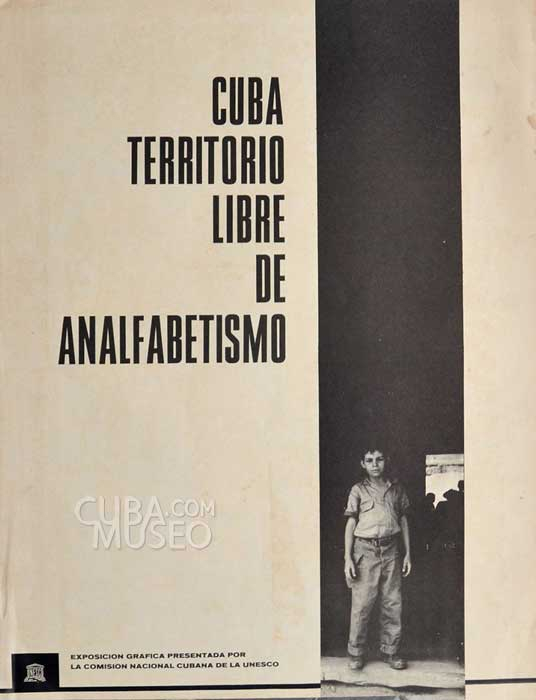 CUBA
TERRITORIO
LIBRE
DE
ANALFABETISMO
CUBA.COM
MUSEO
UNESCO
EXPOSICION GRAFICA PRESENTADA POR
LA COMISION NACIONAL CUBANA DE LA UNESCO